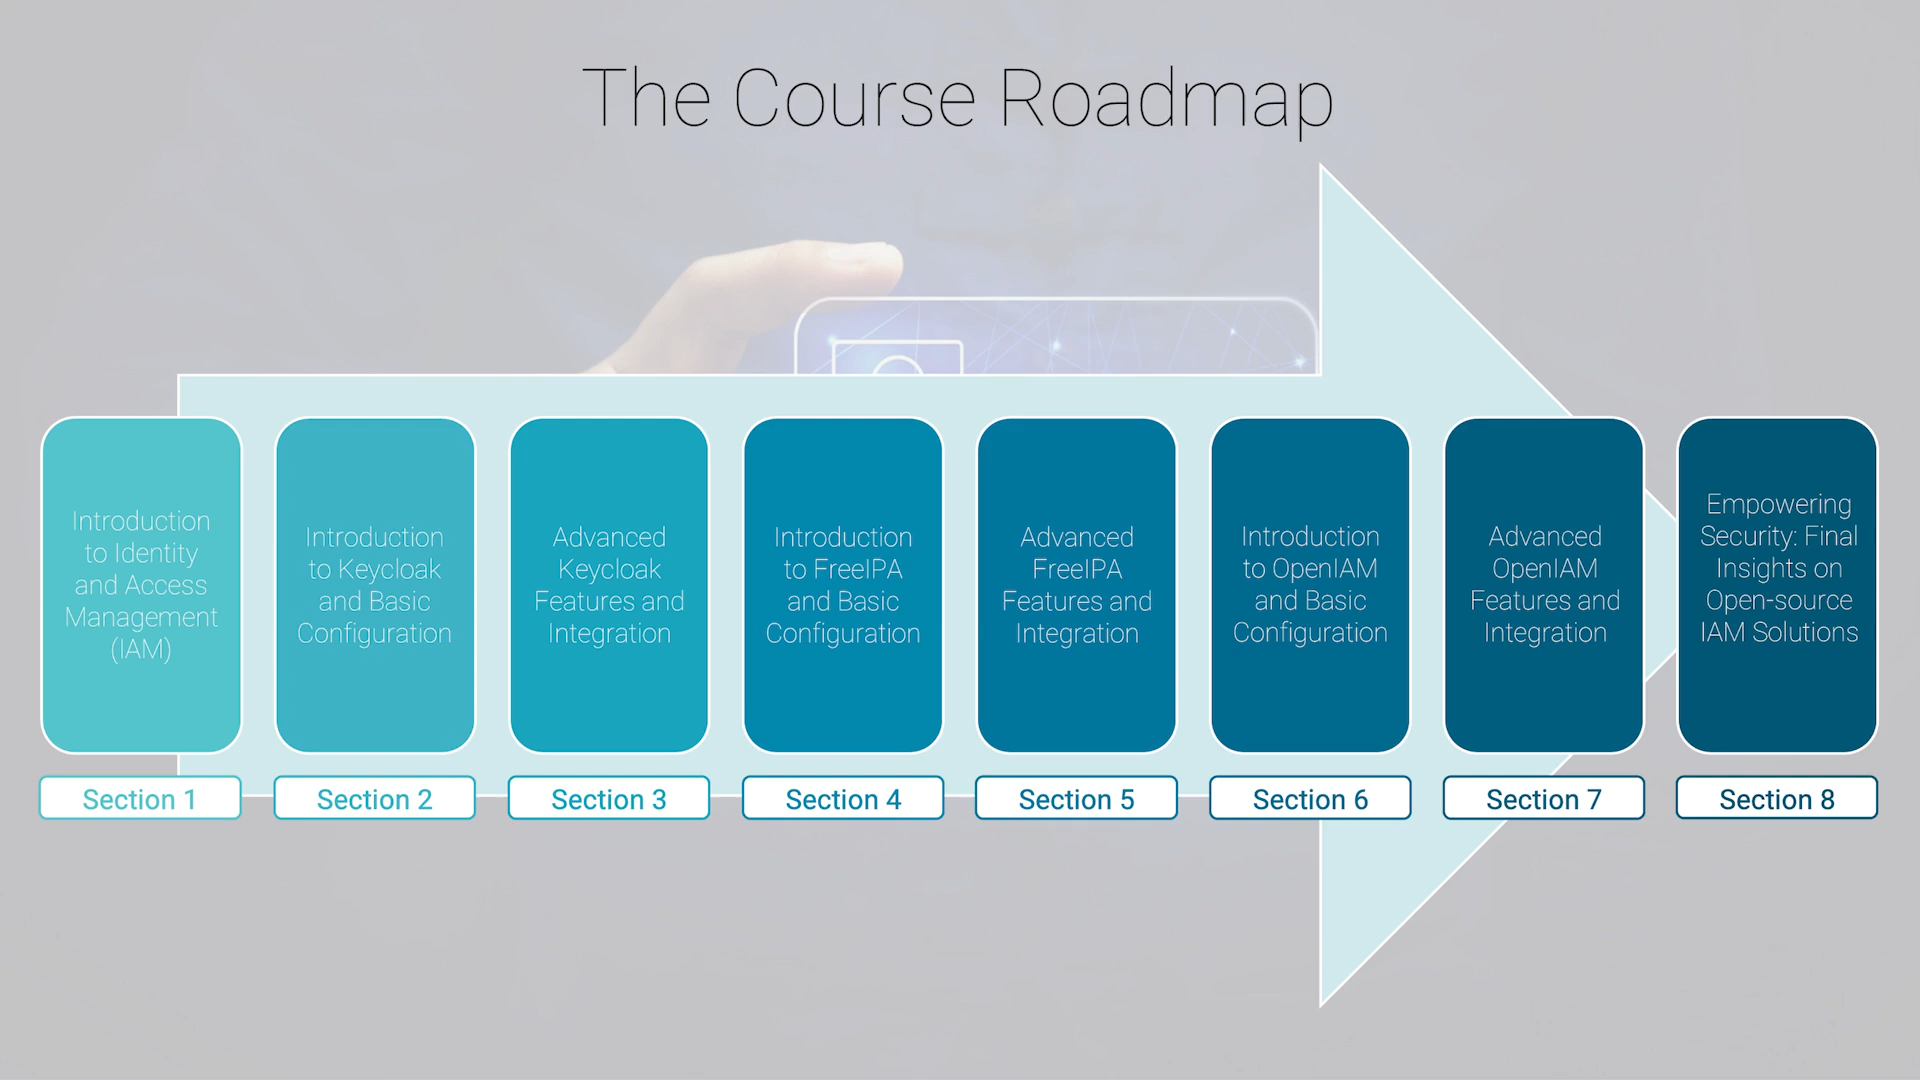 The Course Roadmap
Introduction
to Identity
and Access
Management
(IAM)
Section 1
Introduction
to Keycloak
and Basic
Configuration
Section 2
Advanced
Keycloak
Features and
Integration
Section 3
Introduction
to FreeIPA
and Basic
Configuration
Section 4
Advanced
FreeIPA
Features and
Integration
Section 5
Introduction
to OpenIAM
and Basic
Configuration
Section 6
Advanced
OpenIAM
Features and
Integration
Section 7
Empowering
Security: Final
Insights on
Open-source
IAM Solutions
Section 8